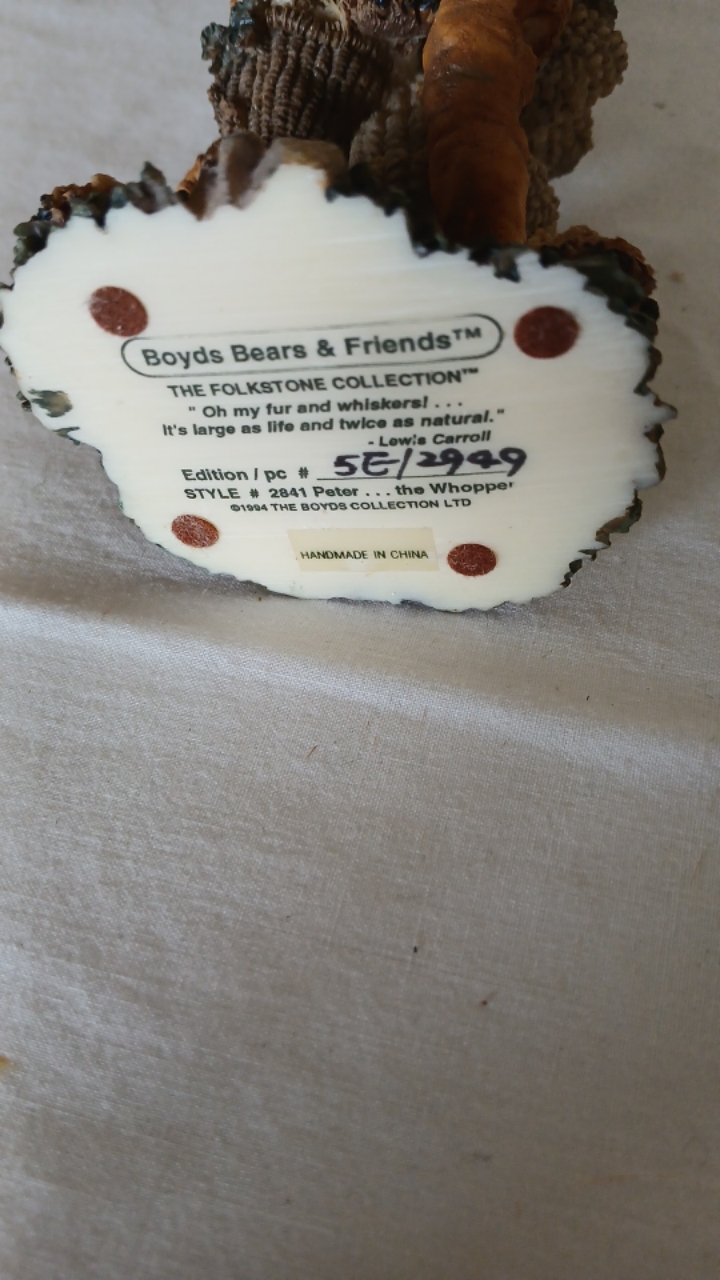 Boyds Bears & Friends™
THE FOLKSTONE COLLECTION™
" Oh my fur and whiskers! . . .
It's large as life and twice as natural."
- Lewis Carroll
Edition / pc # 5E/2949
STYLE # 2841 Peter . . . the Whopper
©1994 THE BOYDS COLLECTION LTD
HANDMADE IN CHINA